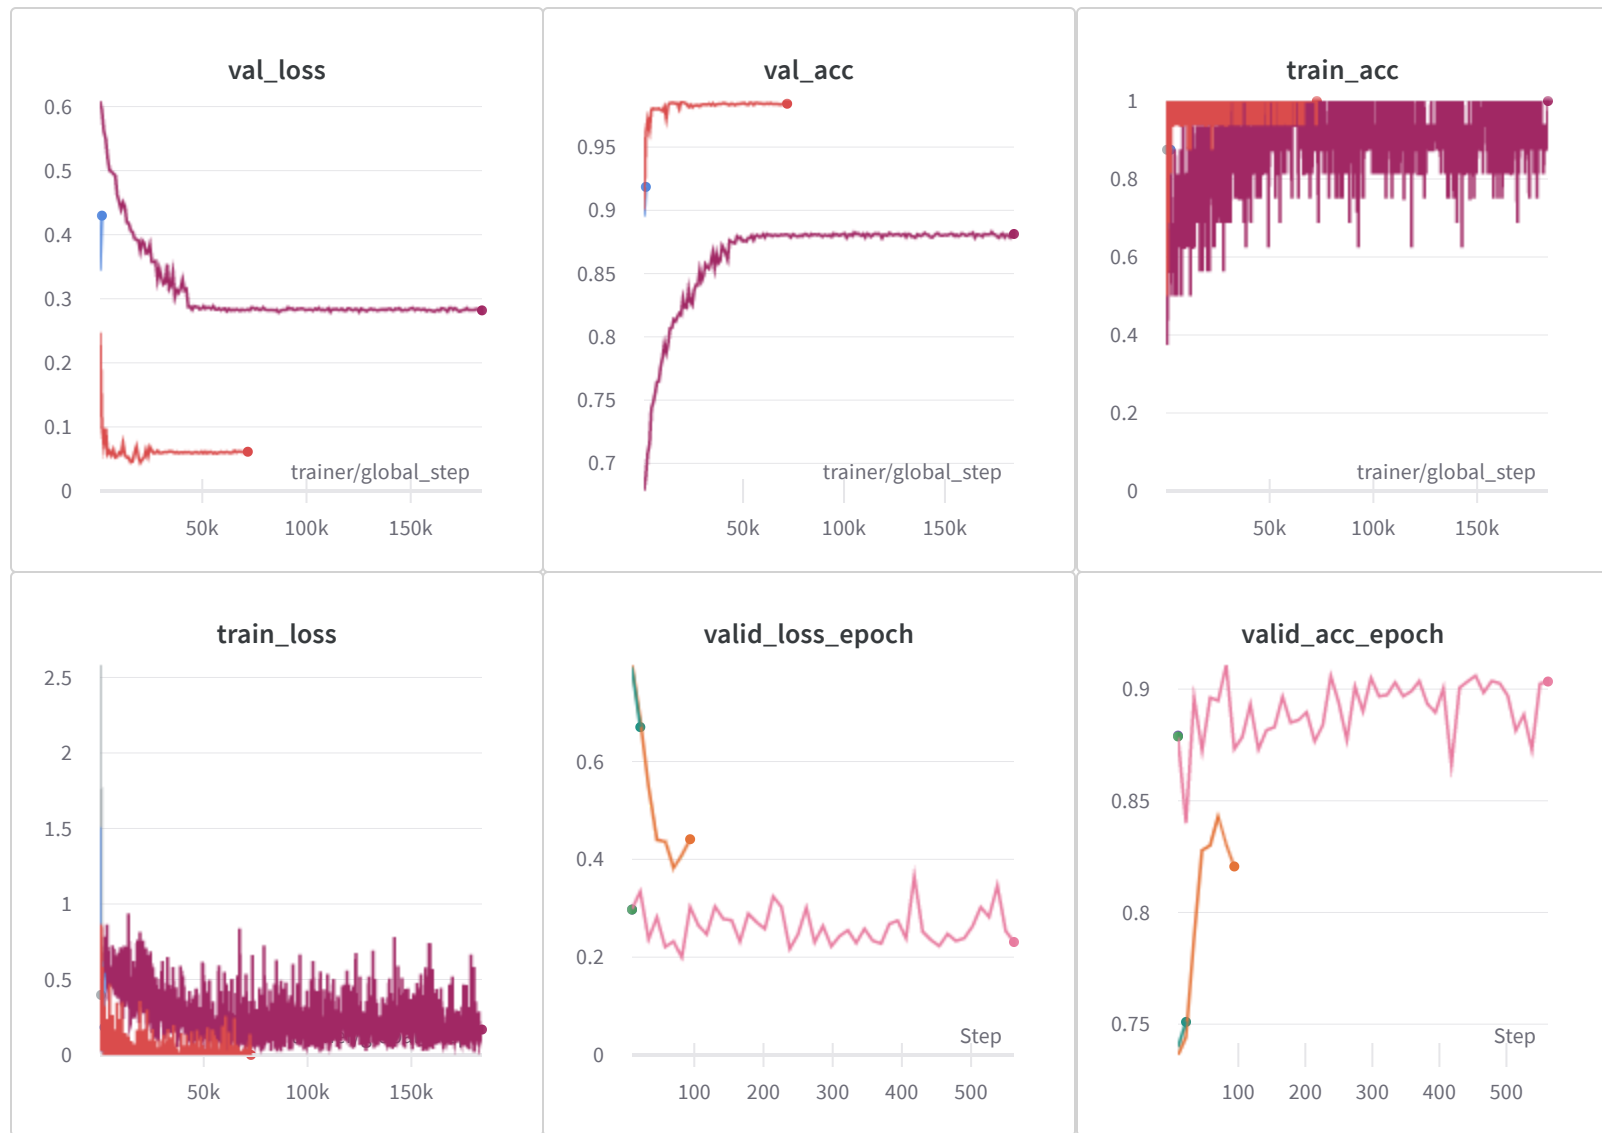 val_loss
0.6
0.5
0.4
0.3
0.2
0.1
0
trainer/global_step
50k 100k 150k
val_acc
0.95
0.9
0.85
0.8
0.75
0.7
trainer/global_step
50k 100k 150k
train_acc
1
0.8
0.6
0.4
0.2
0
trainer/global_step
50k 100k 150k
train_loss
2.5
2
1.5
1
0.5
0
50k 100k 150k
valid_loss_epoch
0.6
0.4
0.2
0
Step
100 200 300 400 500
valid_acc_epoch
0.9
0.85
0.8
0.75
Step
100 200 300 400 500